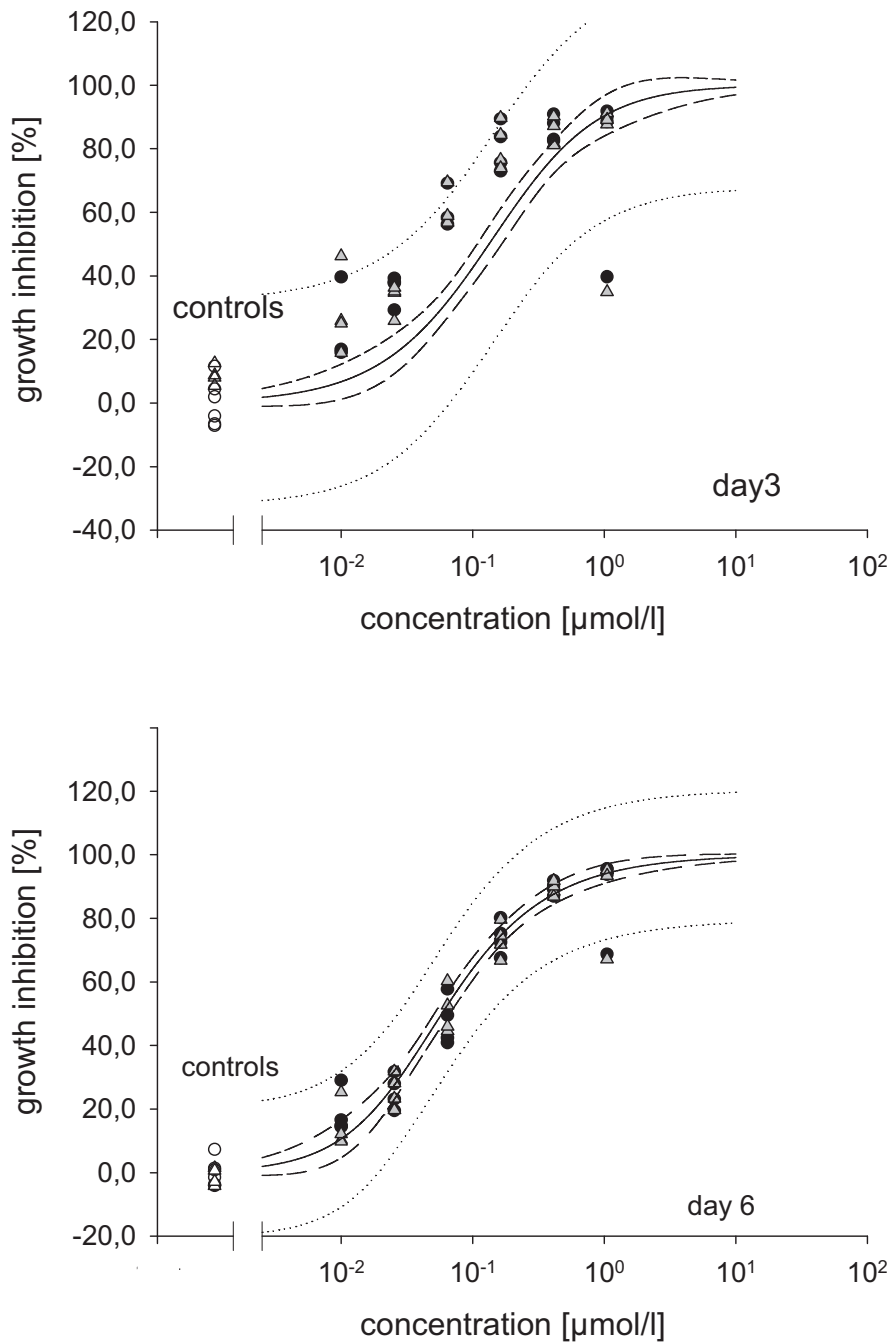 120,0
100,0
80,0
60,0
40,0
20,0
0,0
-20,0
-40,0
growth inhibition [%]
controls
day3
10-2 10-1 100 101 102
concentration [µmol/l]
120,0
100,0
80,0
60,0
40,0
20,0
0,0
-20,0
growth inhibition [%]
controls
day 6
10-2 10-1 100 101 102
concentration [µmol/l]